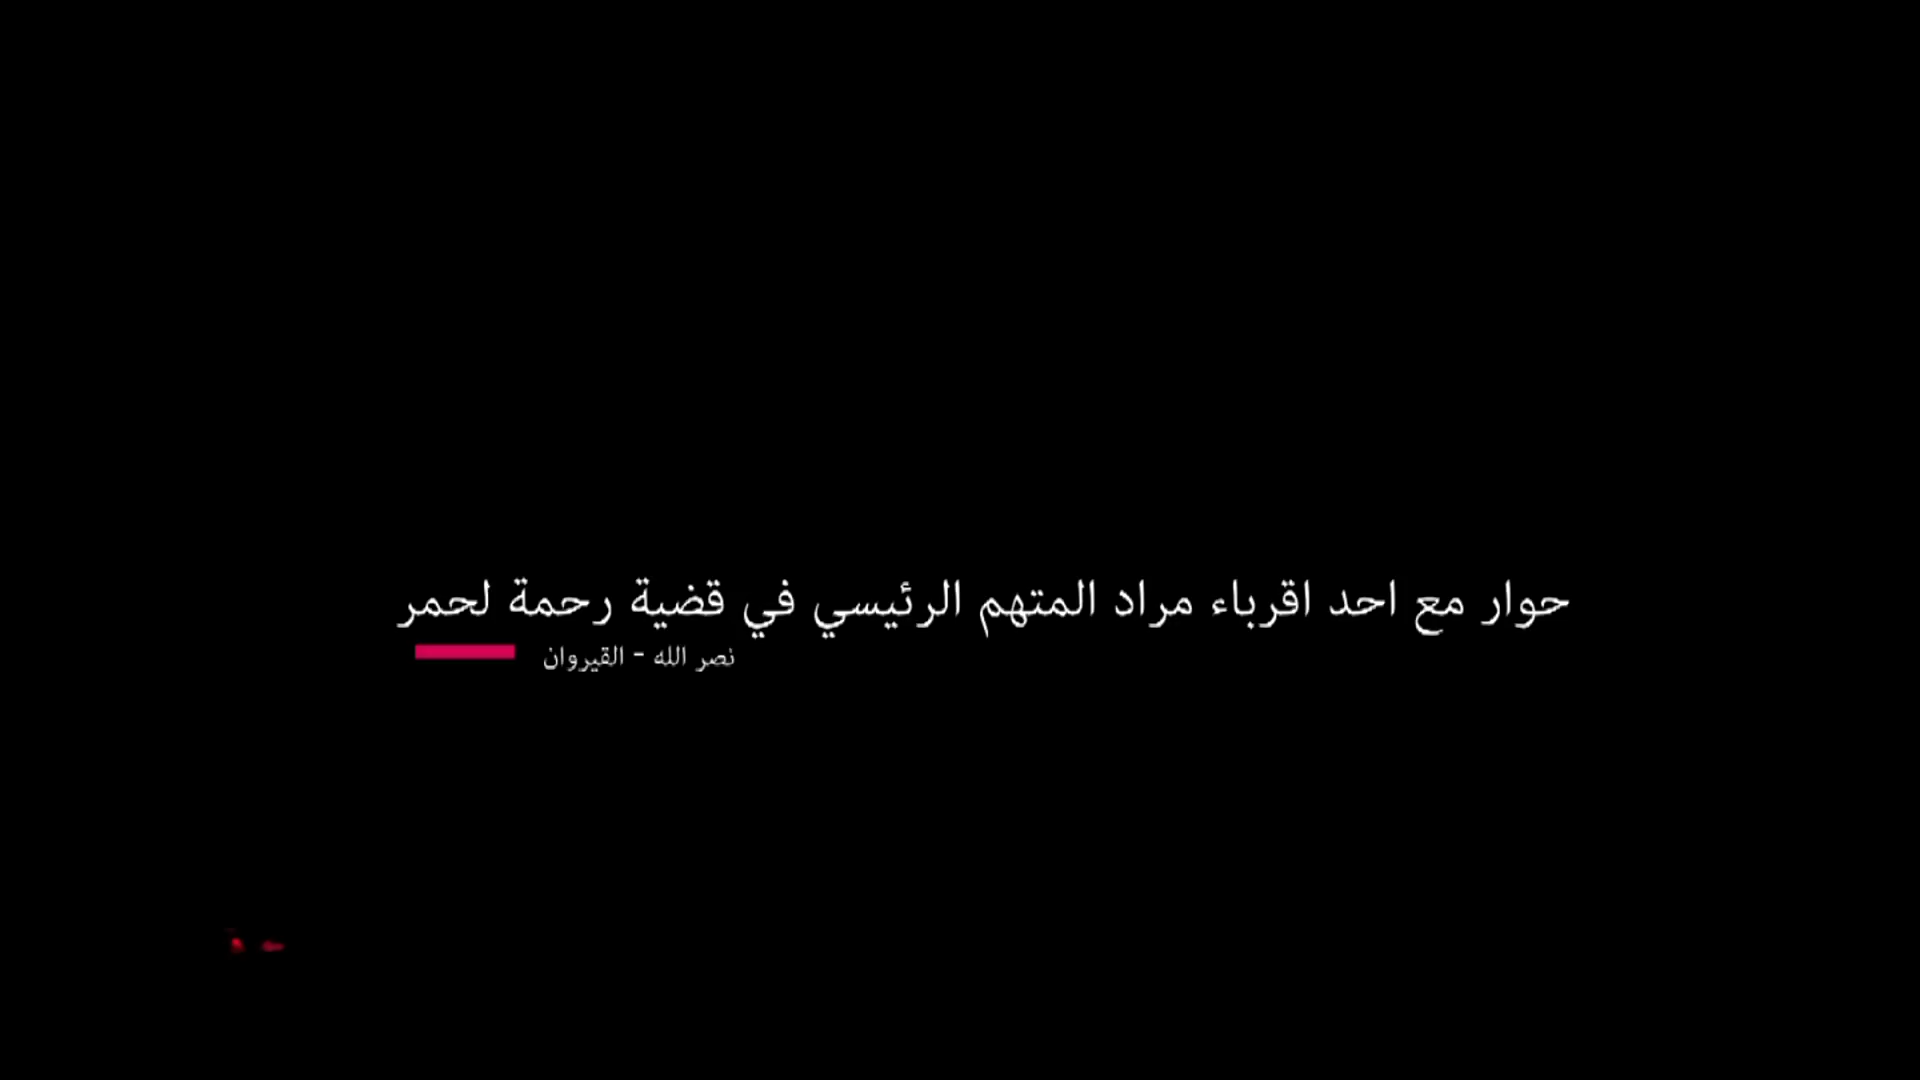 حوار مع احد اقرباء مراد المتهم الرئيسي في قضية رحمة لحمر
نصر الله - القيروان